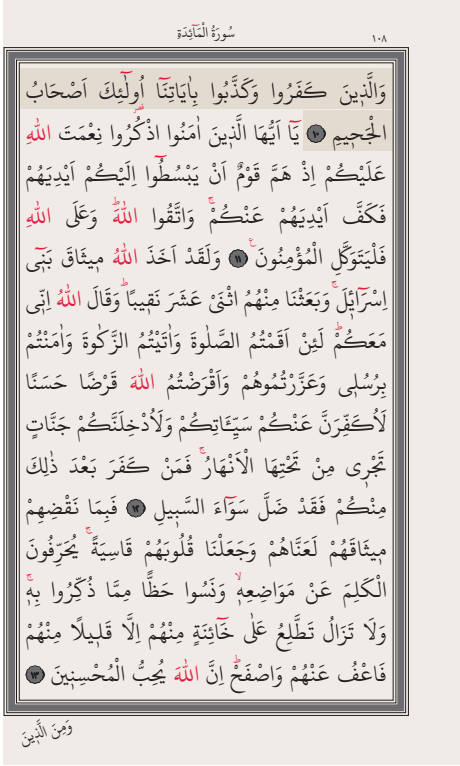 ١٠٨
سُورَةُ الْمَٓائِدَةِ
وَالَّذِينَ كَفَرُوا وَكَذَّبُوا بِاٰيَاتِنَٓا اُو۬لٰٓئِكَ اَصْحَابُ
الْجَحِيمِ ﴿١٠﴾ يَٓا اَيُّهَا الَّذِينَ اٰمَنُوا اذْكُرُوا نِعْمَتَ اللّٰهِ
عَلَيْكُمْ اِذْ هَمَّ قَوْمٌ اَنْ يَبْسُطُٓوا اِلَيْكُمْ اَيْدِيَهُمْ
فَكَفَّ اَيْدِيَهُمْ عَنْكُمْۚ وَاتَّقُوا اللّٰهَۜ وَعَلَى اللّٰهِ
فَلْيَتَوَكَّلِ الْمُؤْمِنُونَ۟ ﴿١١﴾ وَلَقَدْ اَخَذَ اللّٰهُ مٖيثَاقَ بَنٖٓى
اِسْرَٓائٖلَۚ وَبَعَثْنَا مِنْهُمُ اثْنَىْ عَشَرَ نَقٖيبًاۜ وَقَالَ اللّٰهُ اِنّٖى
مَعَكُمْۜ لَئِنْ اَقَمْتُمُ الصَّلٰوةَ وَاٰتَيْتُمُ الزَّكٰوةَ وَاٰمَنْتُمْ
بِرُسُلٖى وَعَزَّرْتُمُوهُمْ وَاَقْرَضْتُمُ اللّٰهَ قَرْضًا حَسَنًا
لَاُكَفِّرَنَّ عَنْكُمْ سَيِّـَٔاتِكُمْ وَلَاُدْخِلَنَّكُمْ جَنَّاتٍ
تَجْرٖى مِنْ تَحْتِهَا الْاَنْهَارُۚ فَمَنْ كَفَرَ بَعْدَ ذٰلِكَ
مِنْكُمْ فَقَدْ ضَلَّ سَوَٓاءَ السَّبٖيلِ ﴿١٢﴾ فَبِمَا نَقْضِهِمْ
مٖيثَاقَهُمْ لَعَنَّاهُمْ وَجَعَلْنَا قُلُوبَهُمْ قَاسِيَةًۚ يُحَرِّفُونَ
الْكَلِمَ عَنْ مَوَاضِعِهٖۙ وَنَسُوا حَظًّا مِمَّا ذُكِّرُوا بِهٖۚ
وَلَا تَزَالُ تَطَّلِعُ عَلٰى خَٓائِنَةٍ مِنْهُمْ اِلَّا قَلٖيلًا مِنْهُمْ
فَاعْفُ عَنْهُمْ وَاصْفَحْۜ اِنَّ اللّٰهَ يُحِبُّ الْمُحْسِنٖينَ ﴿١٣﴾
وَمِنَ الَّذٖينَ